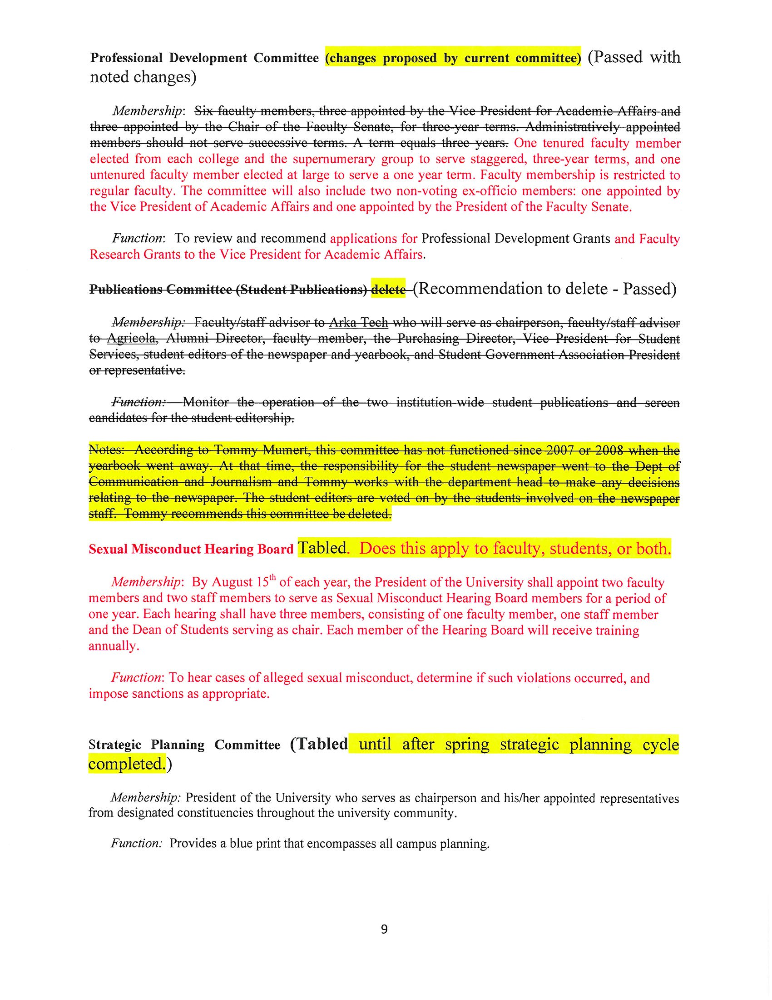 Professional Development Committee (changes proposed by current committee) (Passed with
noted changes)
Membership: Six faculty members, three appointed by the Vice President for Academic Affairs and
three appointed by the Chair of the Faculty Senate, for three-year terms. Administratively appointed
members should not serve successive terms. A term equals three years. One tenured faculty member
elected from each college and the supernumerary group to serve staggered, three-year terms, and one
untenured faculty member elected at large to serve a one year term. Faculty membership is restricted to
regular faculty. The committee will also include two non-voting ex-officio members: one appointed by
the Vice President of Academic Affairs and one appointed by the President of the Faculty Senate.
Function: To review and recommend applications for Professional Development Grants and Faculty
Research Grants to the Vice President for Academic Affairs.
Publications Committee (Student Publications) delete (Recommendation to delete - Passed)
Membership: Faculty/staff advisor to Arka Tech who will serve as chairperson, faculty/staff advisor
to Agricola, Alumni Director, faculty member, the Purchasing Director, Vice President for Student
Services, student editors of the newspaper and yearbook, and Student Government Association President
or representative.
Function: Monitor the operation of the two institution-wide student publications and screen
candidates for the student editorship.
Notes: According to Tommy Mumert, this committee has not functioned since 2007 or 2008 when the
yearbook went away. At that time, the responsibility for the student newspaper went to the Dept of
Communication and Journalism and Tommy works with the department head to make any decisions
relating to the newspaper. The student editors are voted on by the students involved on the newspaper
staff. Tommy recommends this committee be deleted.
Sexual Misconduct Hearing Board Tabled. Does this apply to faculty, students, or both.
Membership: By August 15th of each year, the President of the University shall appoint two faculty
members and two staff members to serve as Sexual Misconduct Hearing Board members for a period of
one year. Each hearing shall have three members, consisting of one faculty member, one staff member
and the Dean of Students serving as chair. Each member of the Hearing Board will receive training
annually.
Function: To hear cases of alleged sexual misconduct, determine if such violations occurred, and
impose sanctions as appropriate.
Strategic Planning Committee (Tabled until after spring strategic planning cycle
completed.)
Membership: President of the University who serves as chairperson and his/her appointed representatives
from designated constituencies throughout the university community.
Function: Provides a blue print that encompasses all campus planning.
9